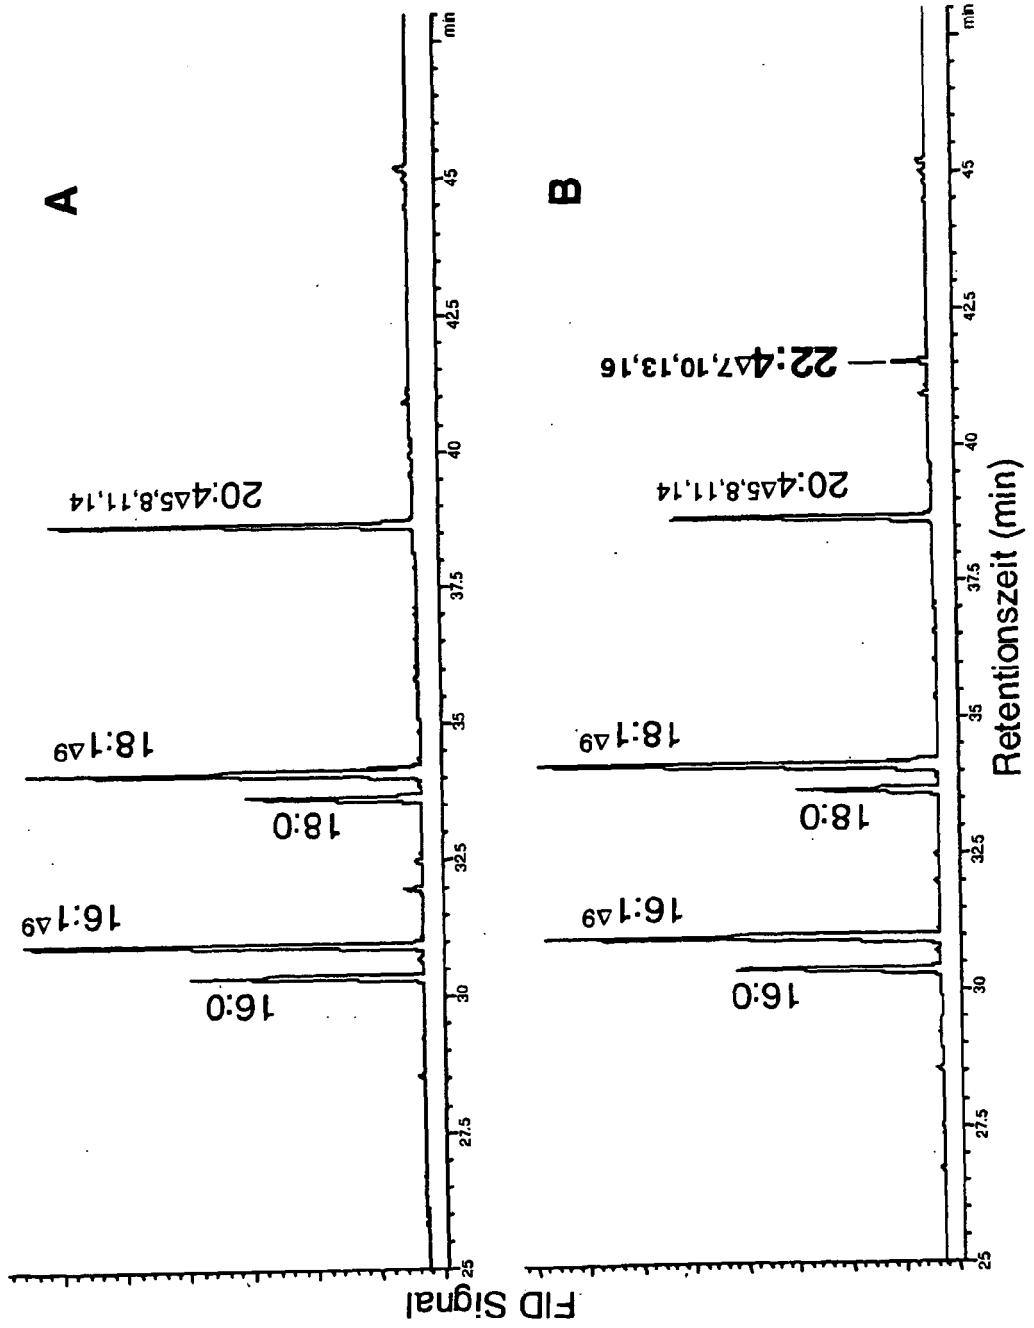 A
16:0
16:1Δ9
18:0
18:1Δ9
20:4Δ5,8,11,14
25
27.5
30
32.5
35
37.5
40
42.5
45
min
B
16:0
16:1Δ9
18:0
18:1Δ9
20:4Δ5,8,11,14
22:4Δ7,10,13,16
25
27.5
30
32.5
35
37.5
40
42.5
45
min
FID Signal
Retentionszeit (min)